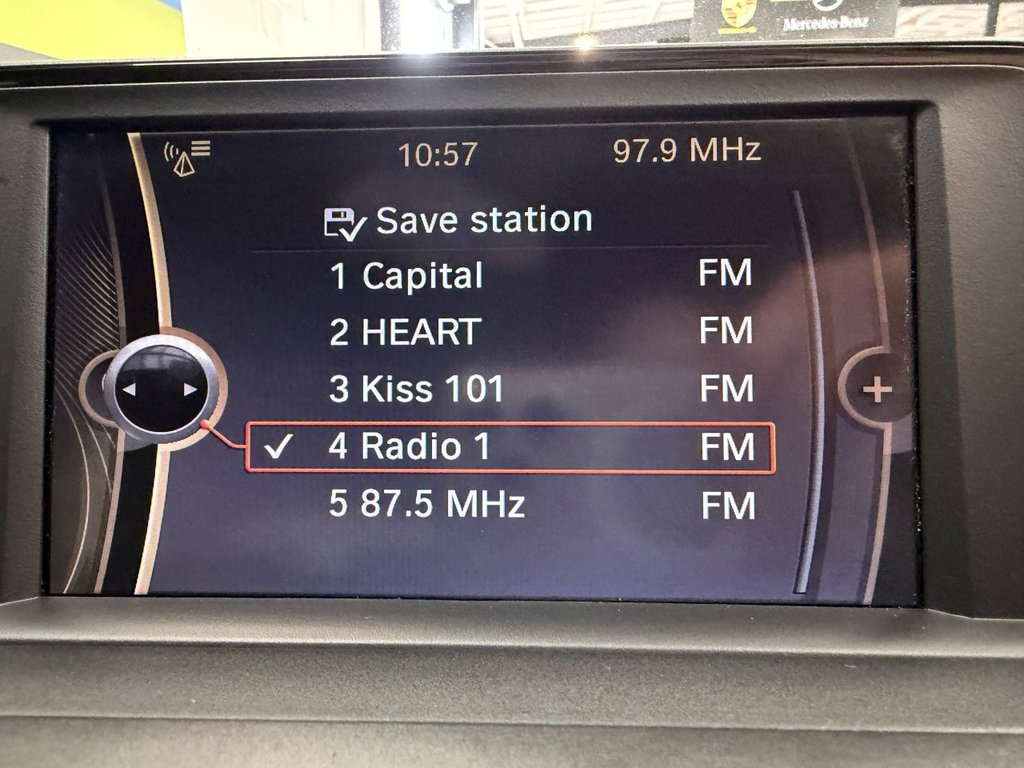 Mercedes-Benz
10:57 97.9 MHz
Save station
1 Capital FM
2 HEART FM
3 Kiss 101 FM
4 Radio 1 FM
5 87.5 MHz FM